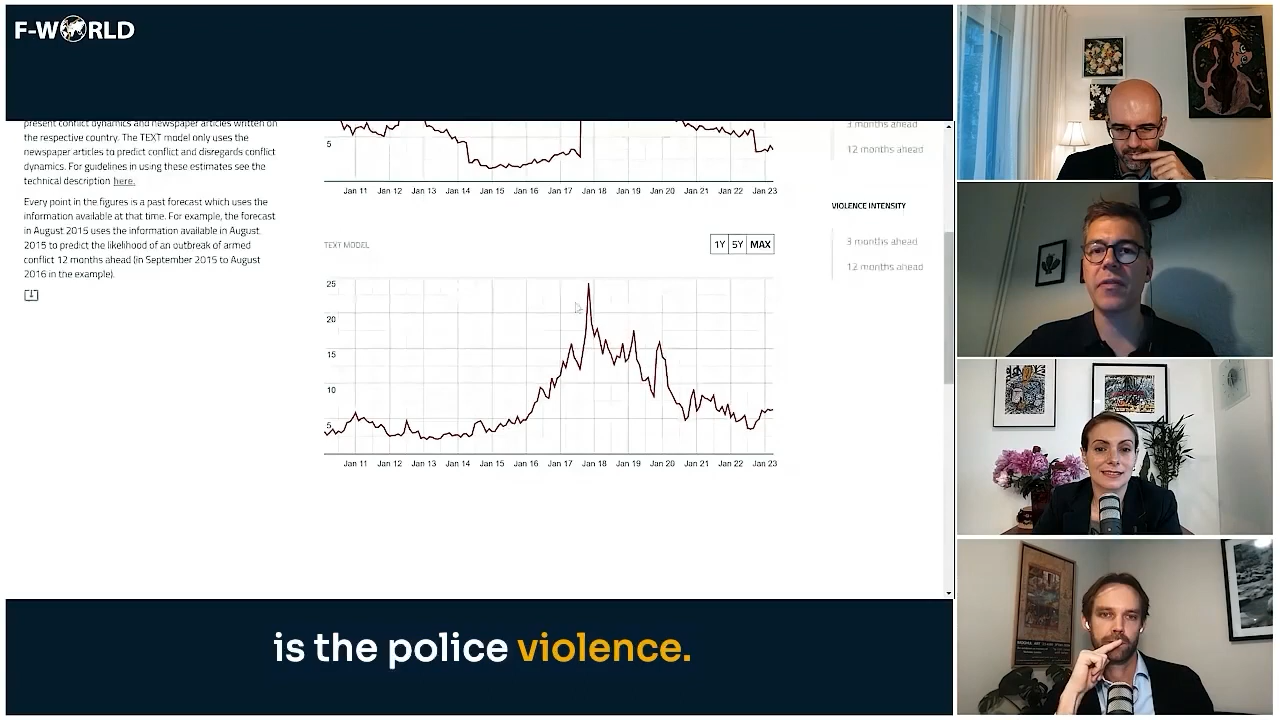 F-WORLD
present conflict dynamics and newspaper articles written on
the respective country. The TEXT model only uses the
newspaper articles to predict conflict and disregards conflict
dynamics. For guidelines in using these estimates see the
technical description here.
Every point in the figures is a past forecast which uses the
information available at that time. For example, the forecast
in August 2015 uses the information available in August
2015 to predict the likelihood of an outbreak of armed
conflict 12 months ahead (in September 2015 to August
2016 in the example).
5
Jan 11 Jan 12 Jan 13 Jan 14 Jan 15 Jan 16 Jan 17 Jan 18 Jan 19 Jan 20 Jan 21 Jan 22 Jan 23
TEXT MODEL
1Y 5Y MAX
25
20
15
10
5
Jan 11 Jan 12 Jan 13 Jan 14 Jan 15 Jan 16 Jan 17 Jan 18 Jan 19 Jan 20 Jan 21 Jan 22 Jan 23
3 months ahead
12 months ahead
VIOLENCE INTENSITY
3 months ahead
12 months ahead
B
is the police violence.